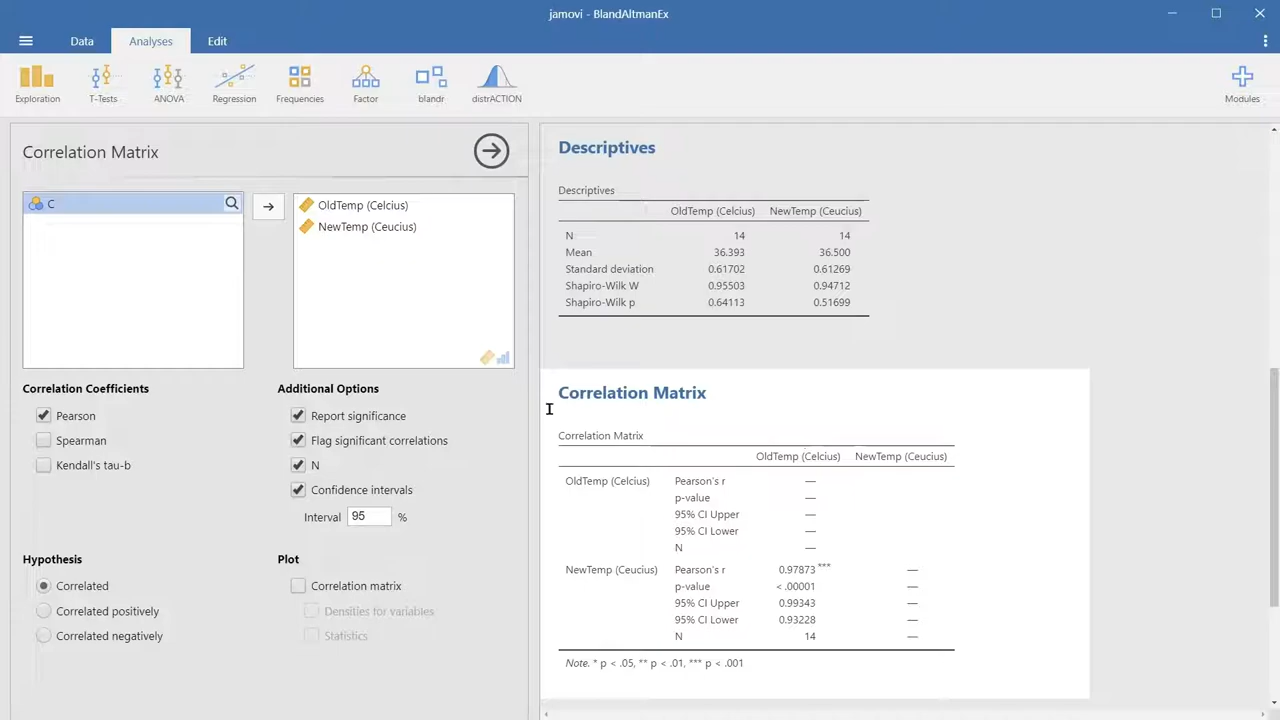 jamovi - BlandAltmanEx
Data Analyses Edit
Exploration T-Tests ANOVA Regression Frequencies Factor blandr distrACTION Modules
Correlation Matrix
C
OldTemp (Celcius)
NewTemp (Ceucius)
Correlation Coefficients
Pearson
Spearman
Kendall's tau-b
Additional Options
Report significance
Flag significant correlations
N
Confidence intervals
Interval 95 %
Hypothesis
Correlated
Correlated positively
Correlated negatively
Plot
Correlation matrix
Densities for variables
Statistics
Descriptives
Descriptives
OldTemp (Celcius) NewTemp (Ceucius)
N 14 14
Mean 36.393 36.500
Standard deviation 0.61702 0.61269
Shapiro-Wilk W 0.95503 0.94712
Shapiro-Wilk p 0.64113 0.51699
Correlation Matrix
Correlation Matrix
OldTemp (Celcius) NewTemp (Ceucius)
OldTemp (Celcius) Pearson's r —
p-value —
95% CI Upper —
95% CI Lower —
N —
NewTemp (Ceucius) Pearson's r 0.97873 *** —
p-value < .00001 —
95% CI Upper 0.99343 —
95% CI Lower 0.93228 —
N 14 —
Note. * p < .05, ** p < .01, *** p < .001